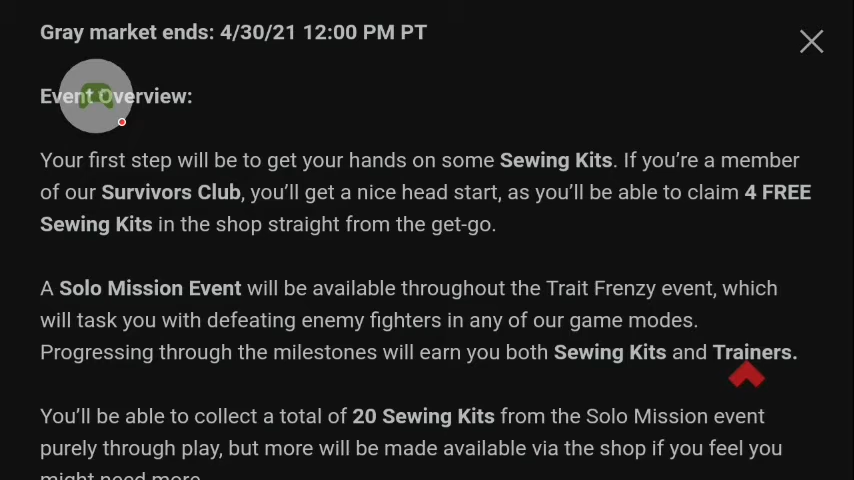 Gray market ends: 4/30/21 12:00 PM PT
Event Overview:
Your first step will be to get your hands on some Sewing Kits. If you're a member
of our Survivors Club, you'll get a nice head start, as you'll be able to claim 4 FREE
Sewing Kits in the shop straight from the get-go.
A Solo Mission Event will be available throughout the Trait Frenzy event, which
will task you with defeating enemy fighters in any of our game modes.
Progressing through the milestones will earn you both Sewing Kits and Trainers.
You'll be able to collect a total of 20 Sewing Kits from the Solo Mission event
purely through play, but more will be made available via the shop if you feel you
might need more